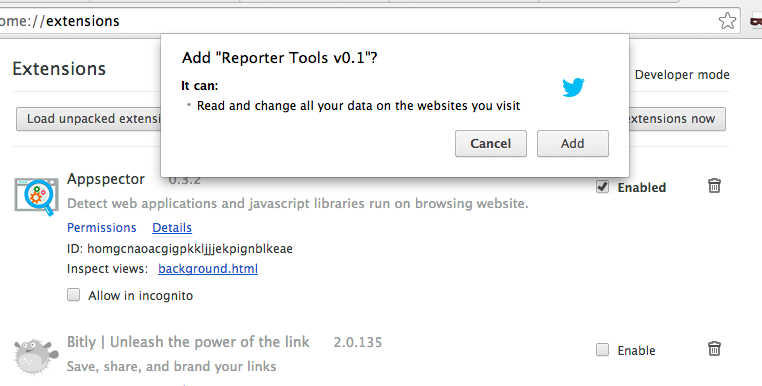 ome://extensions
Add "Reporter Tools v0.1"?
It can:
• Read and change all your data on the websites you visit
Cancel
Add
Extensions
Developer mode
Load unpacked extensi
extensions now
Appspector 0.3.2
Enabled
Detect web applications and javascript libraries run on browsing website.
Permissions Details
ID: homgcnaoacgigpkkljjjekpignblkeae
Inspect views: background.html
Allow in incognito
Bitly | Unleash the power of the link 2.0.135
Enable
Save, share, and brand your links